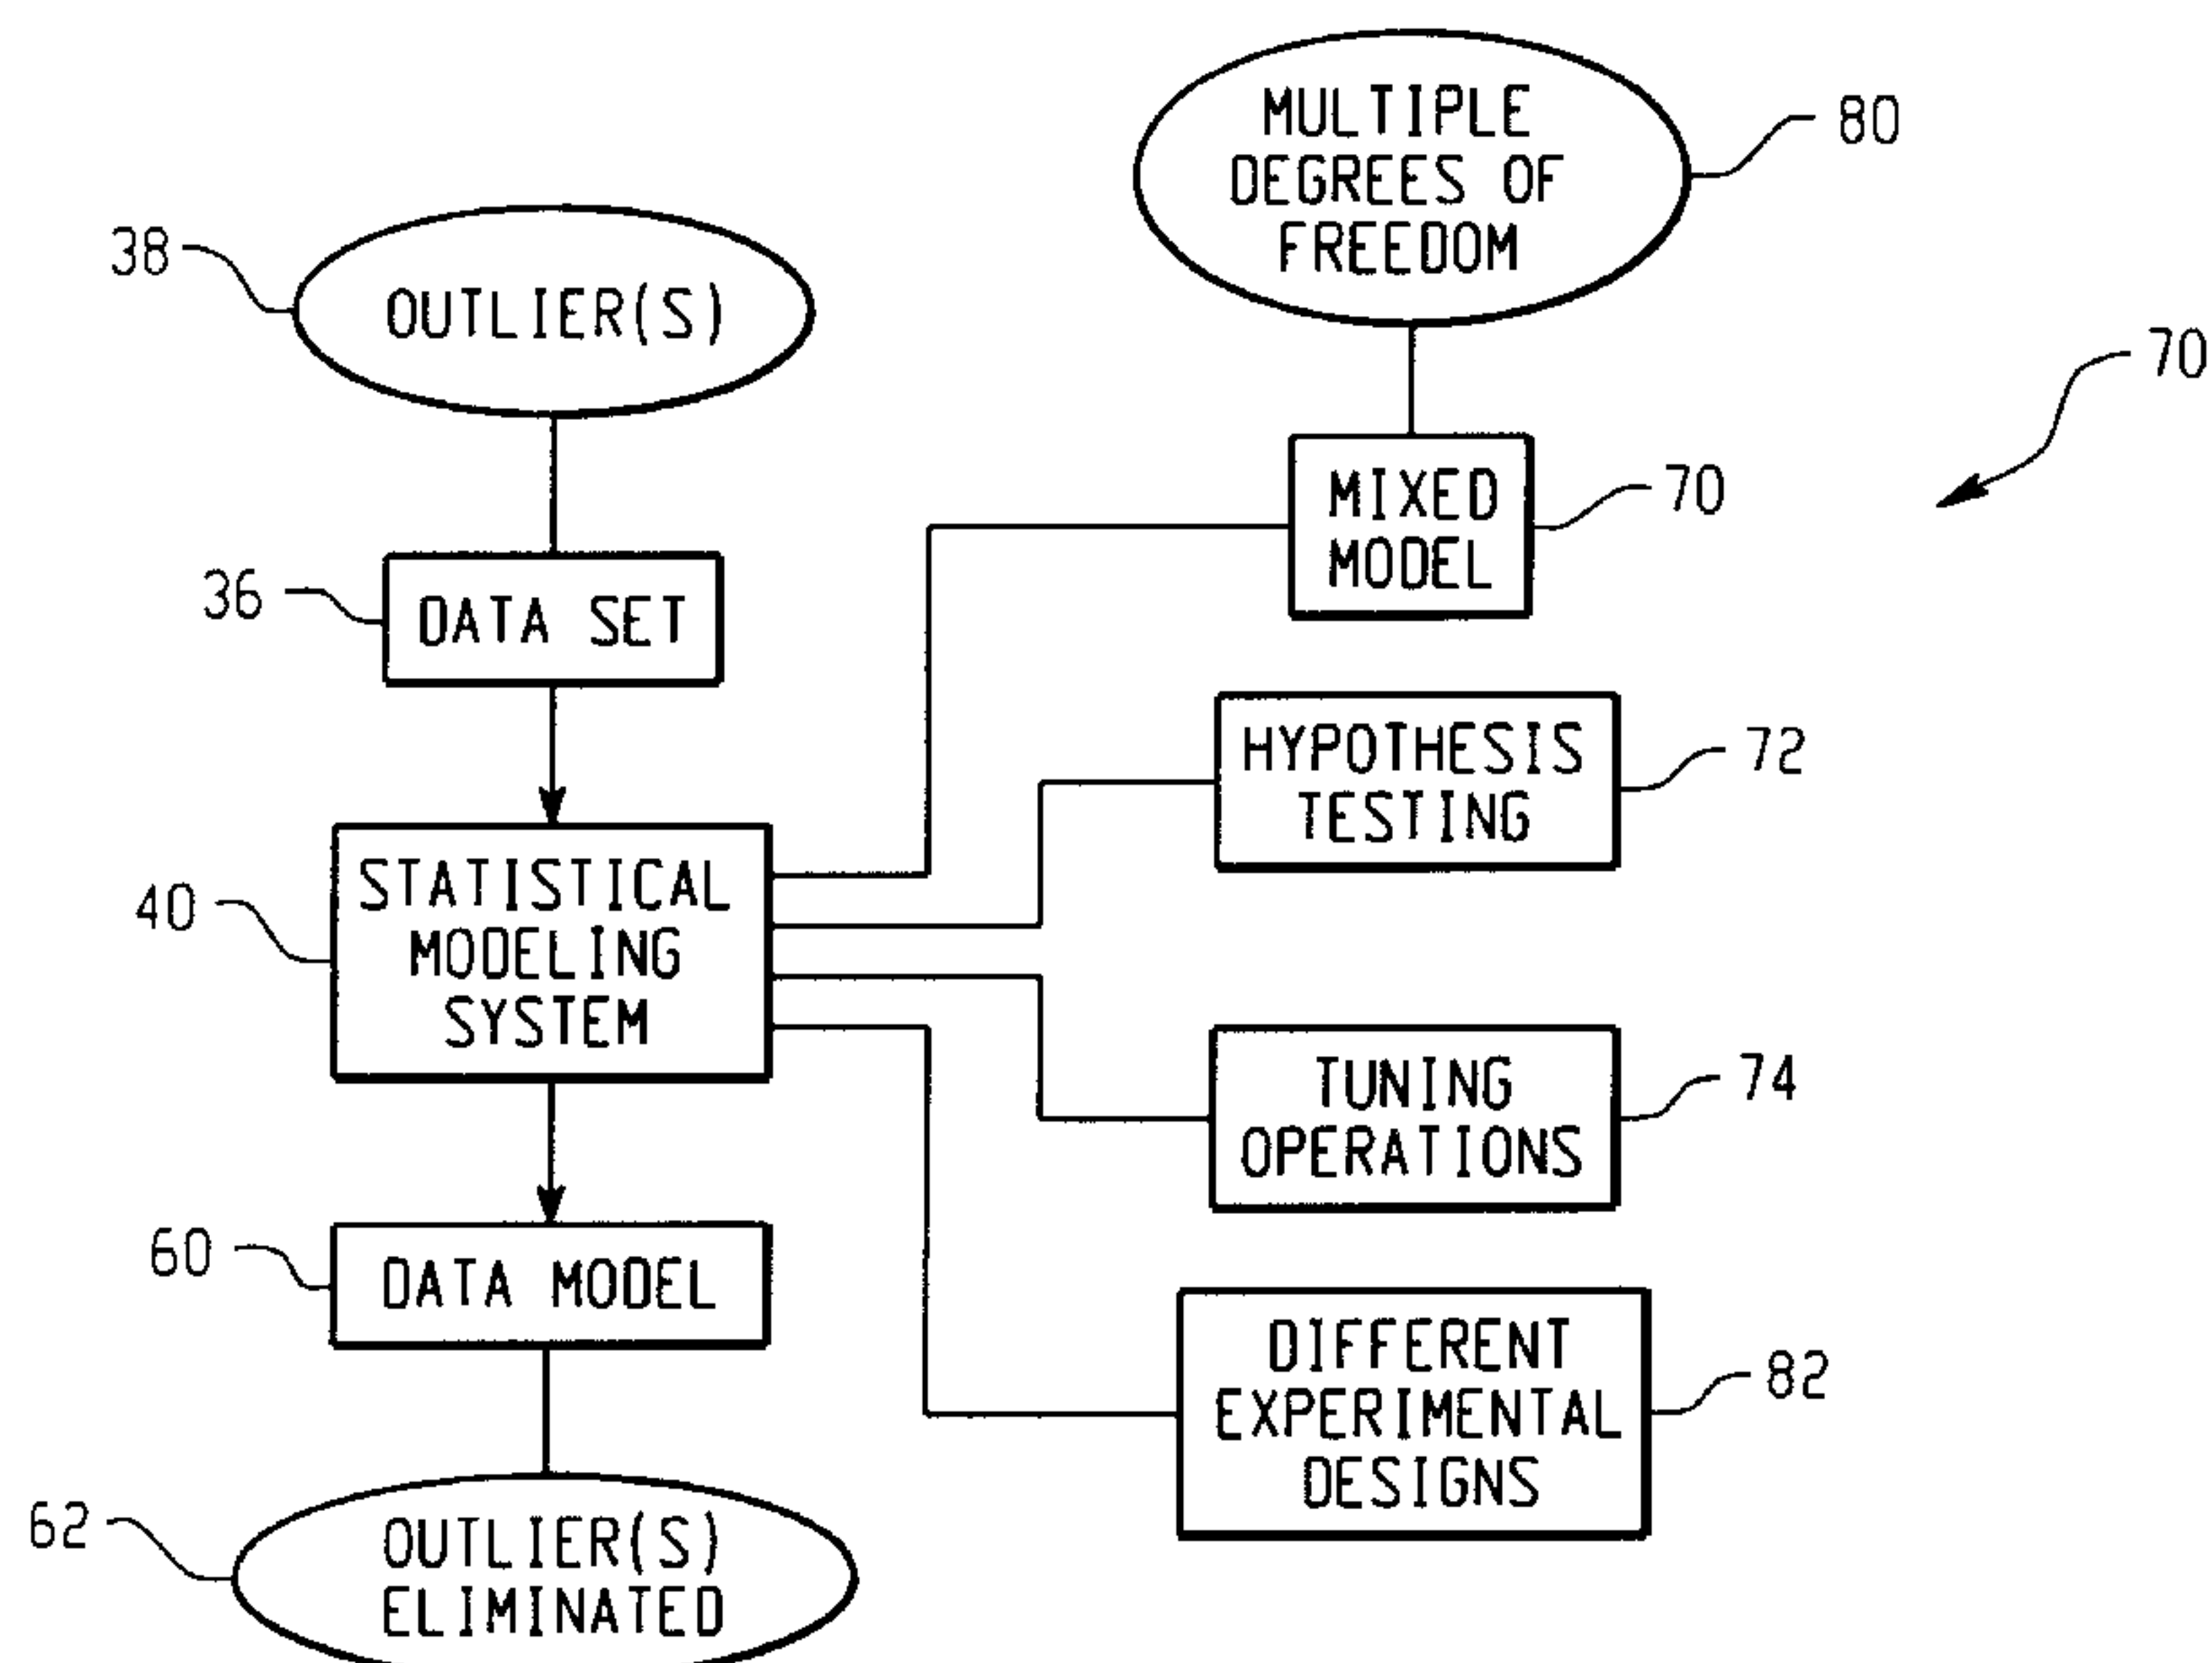 MULTIPLE
DEGREES OF
FREEDOM
80
38
OUTLIER(S)
70
MIXED
MODEL
70
36
DATA SET
HYPOTHESIS
TESTING
72
40
STATISTICAL
MODELING
SYSTEM
TUNING
OPERATIONS
74
60
DATA MODEL
DIFFERENT
EXPERIMENTAL
DESIGNS
82
62
OUTLIER(S)
ELIMINATED